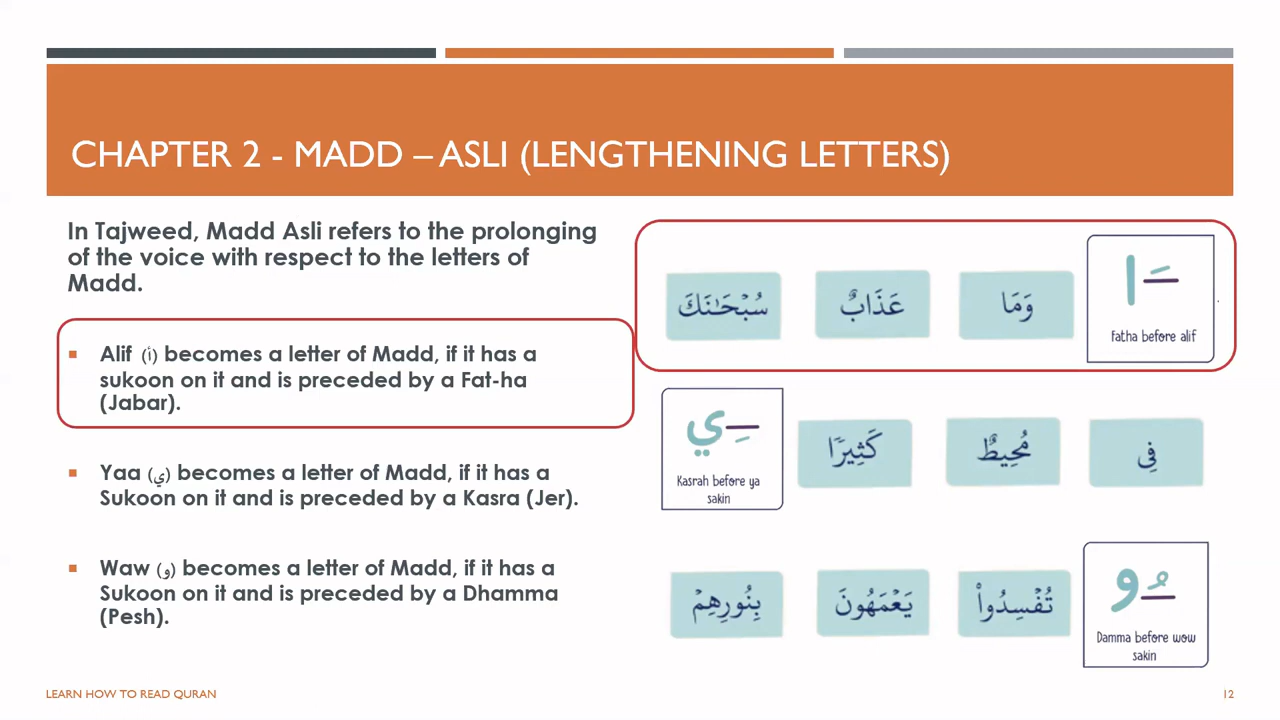 CHAPTER 2 - MADD – ASLI (LENGTHENING LETTERS)
In Tajweed, Madd Asli refers to the prolonging
of the voice with respect to the letters of
Madd.
Alif (أ) becomes a letter of Madd, if it has a
sukoon on it and is preceded by a Fat-ha
(Jabar).
Yaa (ي) becomes a letter of Madd, if it has a
Sukoon on it and is preceded by a Kasra (Jer).
Waw (و) becomes a letter of Madd, if it has a
Sukoon on it and is preceded by a Dhamma
(Pesh).
ـَا
Fatha before alif
وَمَا
عَذَابٌ
سُبۡحَـٰنَكَ
فِى
مُحِيطٌ
كَثِيرًا
ـِي
Kasrah before ya
sakin
ـُو
Damma before wow
sakin
تُفۡسِدُواْ
يَعۡمَهُونَ
بِنُورِهِمۡ
LEARN HOW TO READ QURAN
12